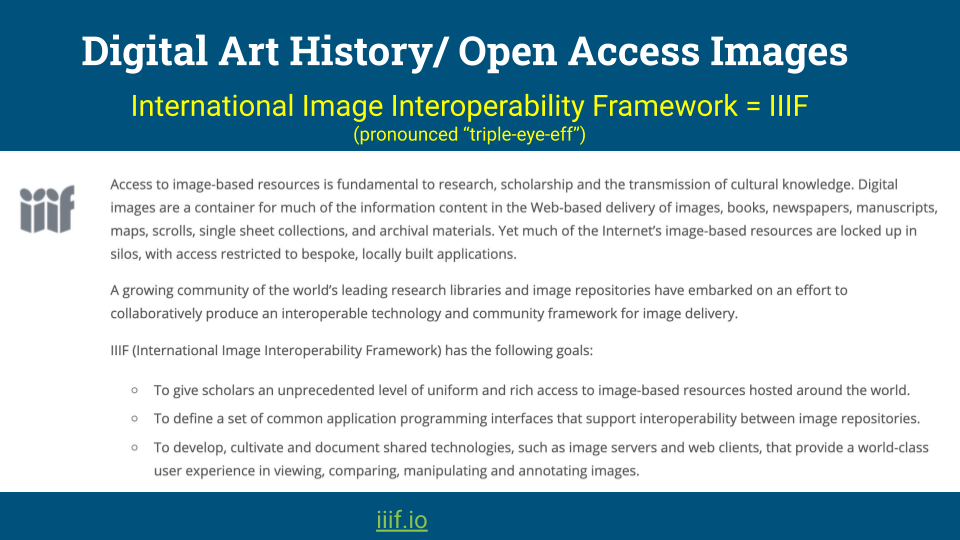 Digital Art History/ Open Access Images
International Image Interoperability Framework = IIIF
(pronounced “triple-eye-eff”)
iiif
Access to image-based resources is fundamental to research, scholarship and the transmission of cultural knowledge. Digital
images are a container for much of the information content in the Web-based delivery of images, books, newspapers, manuscripts,
maps, scrolls, single sheet collections, and archival materials. Yet much of the Internet’s image-based resources are locked up in
silos, with access restricted to bespoke, locally built applications.
A growing community of the world’s leading research libraries and image repositories have embarked on an effort to
collaboratively produce an interoperable technology and community framework for image delivery.
IIIF (International Image Interoperability Framework) has the following goals:
○ To give scholars an unprecedented level of uniform and rich access to image-based resources hosted around the world.
○ To define a set of common application programming interfaces that support interoperability between image repositories.
○ To develop, cultivate and document shared technologies, such as image servers and web clients, that provide a world-class
user experience in viewing, comparing, manipulating and annotating images.
iiif.io